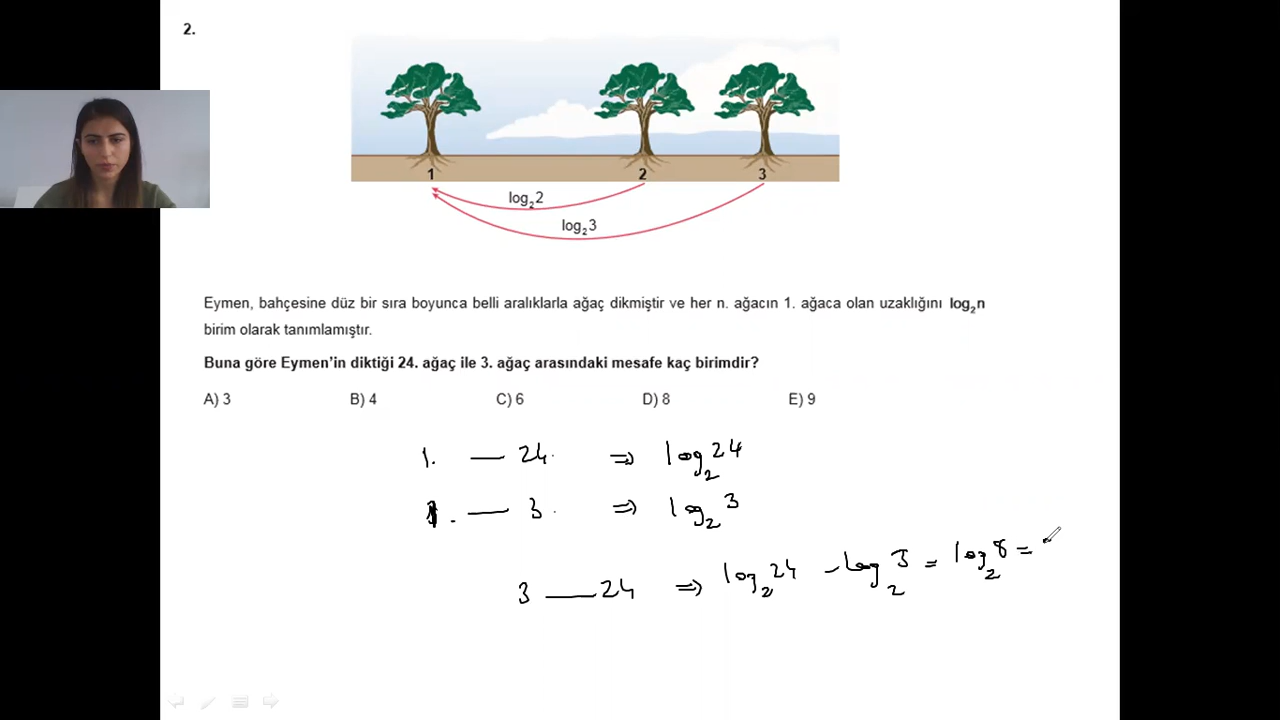 2.
1 2 3
log₂2
log₂3
Eymen, bahçesine düz bir sıra boyunca belli aralıklarla ağaç dikmiştir ve her n. ağacın 1. ağaca olan uzaklığını log₂n
birim olarak tanımlamıştır.
Buna göre Eymen'in diktiği 24. ağaç ile 3. ağaç arasındaki mesafe kaç birimdir?
A) 3 B) 4 C) 6 D) 8 E) 9
1. — 24. ⇒ log₂24
1. — 3. ⇒ log₂3
3 — 24 ⇒ log₂24 - log₂3 = log₂8 =